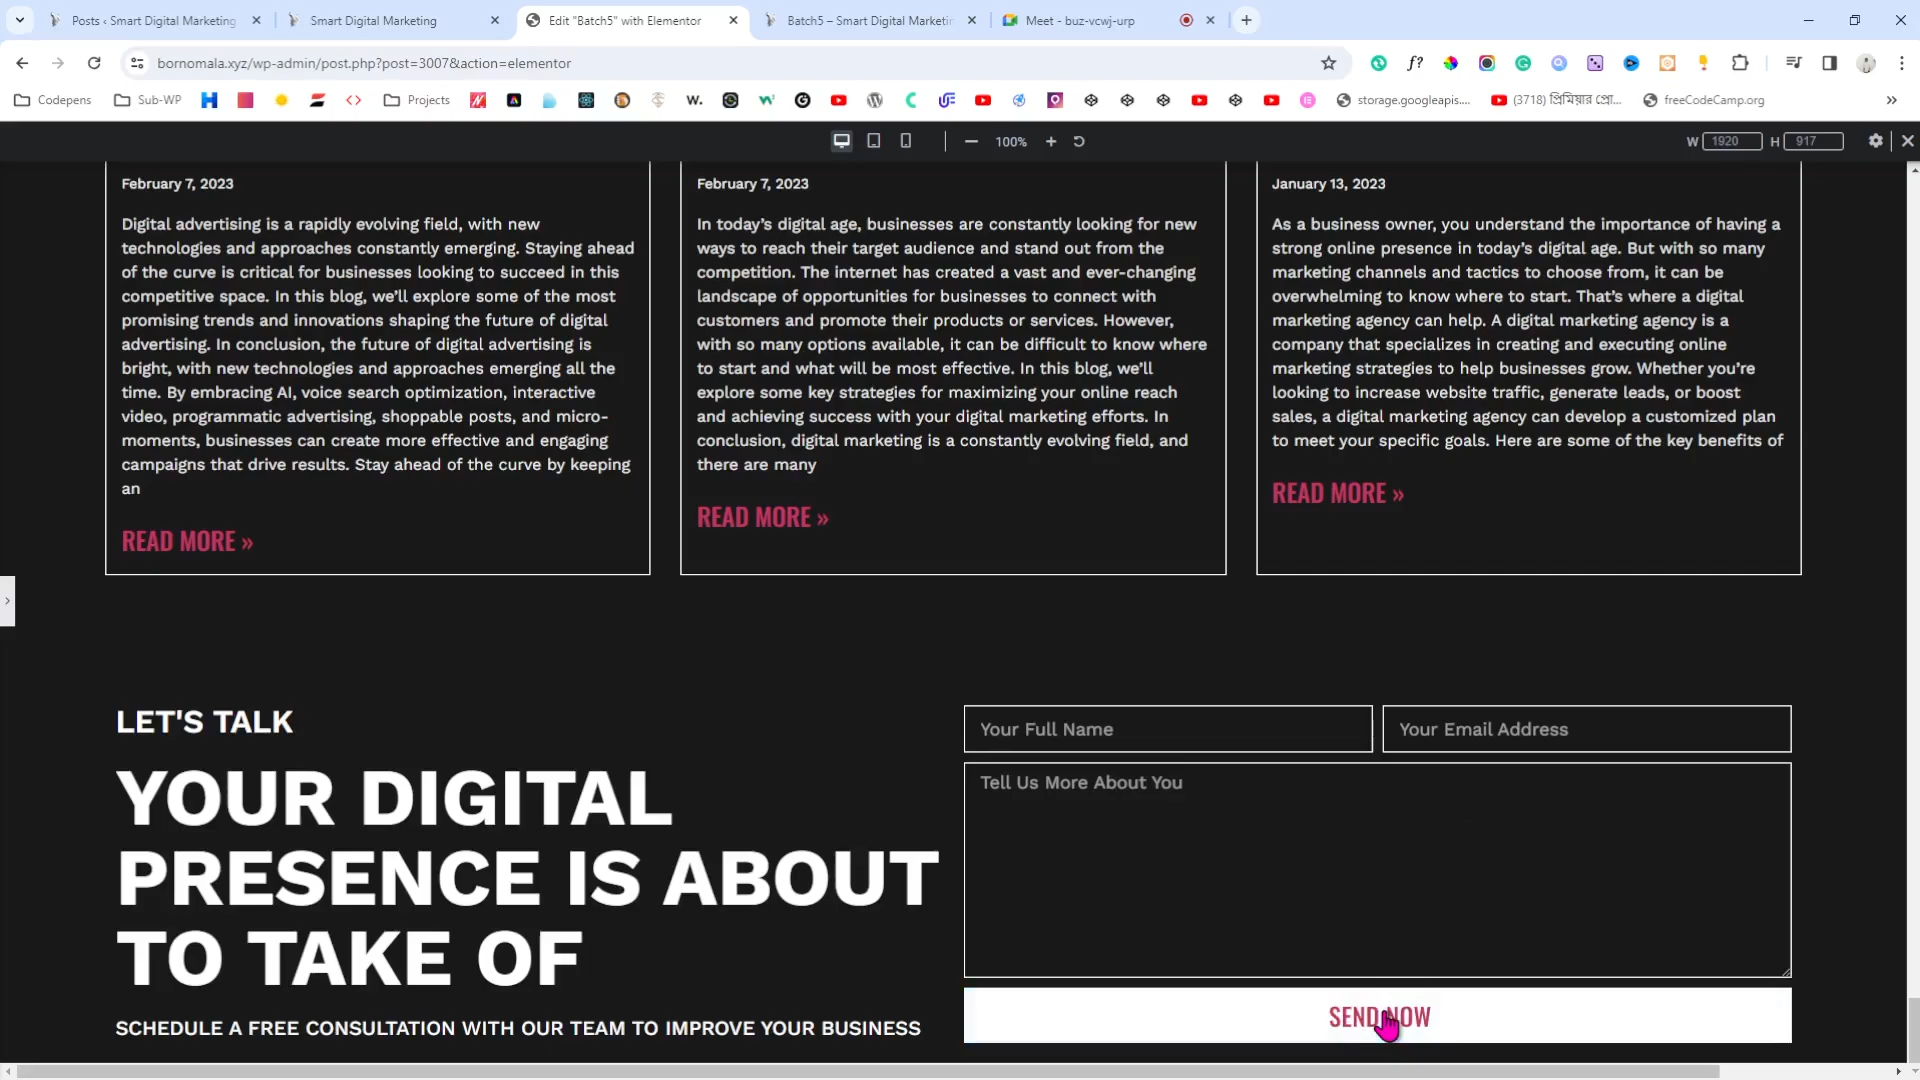 Posts ‹ Smart Digital Marketing
Smart Digital Marketing
Edit "Batch5" with Elementor
Batch5 – Smart Digital Marketin
Meet - buz-vcwj-urp
bornomala.xyz/wp-admin/post.php?post=3007&action=elementor
Codepens
Sub-WP
Projects
storage.googleapis....
(3718) প্রিমিয়ার প্রো...
freeCodeCamp.org
100%
W 1920 H 917
February 7, 2023
Digital advertising is a rapidly evolving field, with new
technologies and approaches constantly emerging. Staying ahead
of the curve is critical for businesses looking to succeed in this
competitive space. In this blog, we’ll explore some of the most
promising trends and innovations shaping the future of digital
advertising. In conclusion, the future of digital advertising is
bright, with new technologies and approaches emerging all the
time. By embracing AI, voice search optimization, interactive
video, programmatic advertising, shoppable posts, and micro-
moments, businesses can create more effective and engaging
campaigns that drive results. Stay ahead of the curve by keeping
an
READ MORE »
February 7, 2023
In today’s digital age, businesses are constantly looking for new
ways to reach their target audience and stand out from the
competition. The internet has created a vast and ever-changing
landscape of opportunities for businesses to connect with
customers and promote their products or services. However,
with so many options available, it can be difficult to know where
to start and what will be most effective. In this blog, we’ll
explore some key strategies for maximizing your online reach
and achieving success with your digital marketing efforts. In
conclusion, digital marketing is a constantly evolving field, and
there are many
READ MORE »
January 13, 2023
As a business owner, you understand the importance of having a
strong online presence in today’s digital age. But with so many
marketing channels and tactics to choose from, it can be
overwhelming to know where to start. That’s where a digital
marketing agency can help. A digital marketing agency is a
company that specializes in creating and executing online
marketing strategies to help businesses grow. Whether you’re
looking to increase website traffic, generate leads, or boost
sales, a digital marketing agency can develop a customized plan
to meet your specific goals. Here are some of the key benefits of
READ MORE »
LET'S TALK
YOUR DIGITAL
PRESENCE IS ABOUT
TO TAKE OF
SCHEDULE A FREE CONSULTATION WITH OUR TEAM TO IMPROVE YOUR BUSINESS
Your Full Name
Your Email Address
Tell Us More About You
SEND NOW